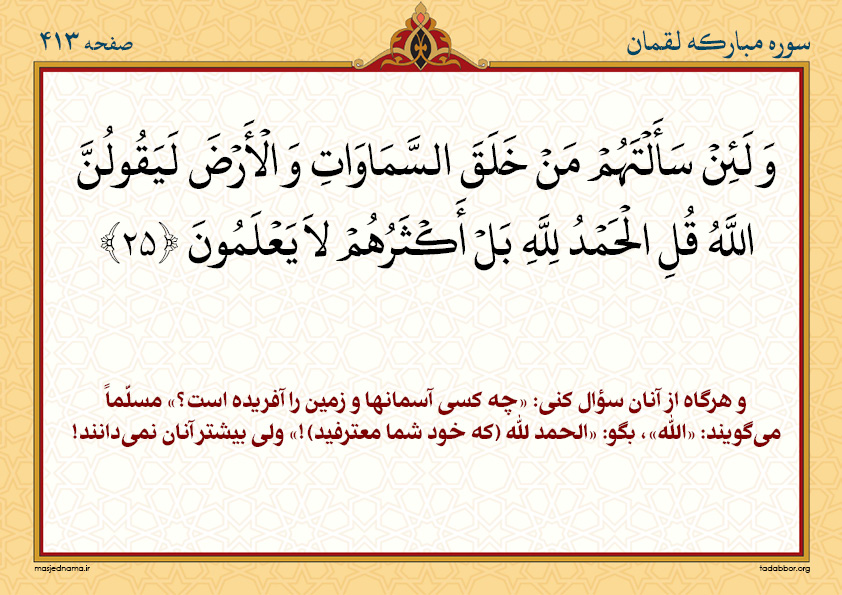 سوره مبارکه لقمان
صفحه ۴۱۳
وَ لَئِنْ سَأَلْتَهُمْ مَنْ خَلَقَ السَّمَاوَاتِ وَ الْأَرْضَ لَيَقُولُنَّ
اللَّهُ قُلِ الْحَمْدُ لِلَّهِ بَلْ أَكْثَرُهُمْ لاَ يَعْلَمُونَ ﴿۲۵﴾
و هرگاه از آنان سؤال کنی: «چه کسی آسمانها و زمین را آفریده است؟» مسلّماً
می‌گویند: «الله»، بگو: «الحمد لله (که خود شما معترفید)!» ولی بیشتر آنان نمی‌دانند!
masjednama.ir
tadabbor.org